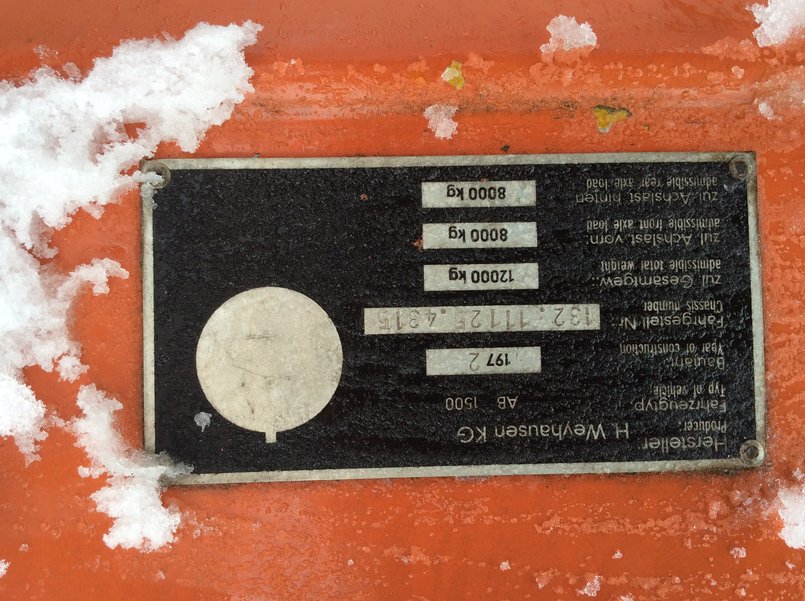 Hersteller: H. Weyhausen KG
Producer:
Fahrzeugtyp AB 1500
Typ of vehicle
Baujahr: 1972
Year of construction
Fahrgestell Nr. 132.11125.4315
Chassis number
zul. Gesamtgew. 12000 kg
admissible total weight
zul. Achslast vorn: 8000 kg
admissible front axle load
zul. Achslast hinten 8000 kg
admissible rear axle load